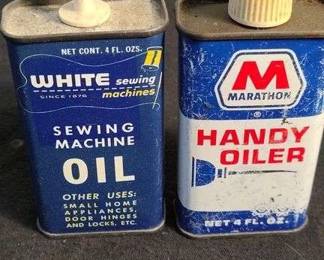 NET CONT. 4 FL. OZS.
WHITE sewing
machines
SINCE 1876
SEWING
MACHINE
OIL
OTHER USES:
SMALL HOME
APPLIANCES,
DOOR HINGES
AND LOCKS, ETC.
M
MARATHON
®
HANDY
OILER
NET 4 FL. OZ.